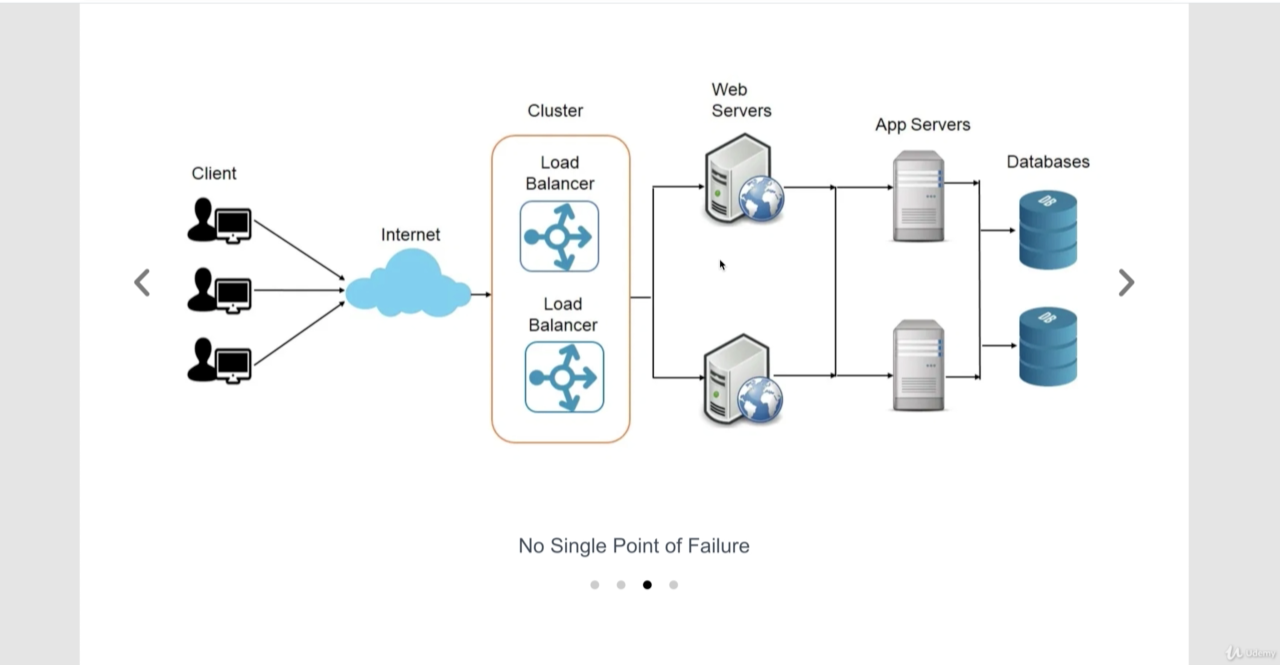 Client
Internet
Cluster
Load
Balancer
Load
Balancer
Web
Servers
App Servers
Databases
DB
DB
No Single Point of Failure
Udemy